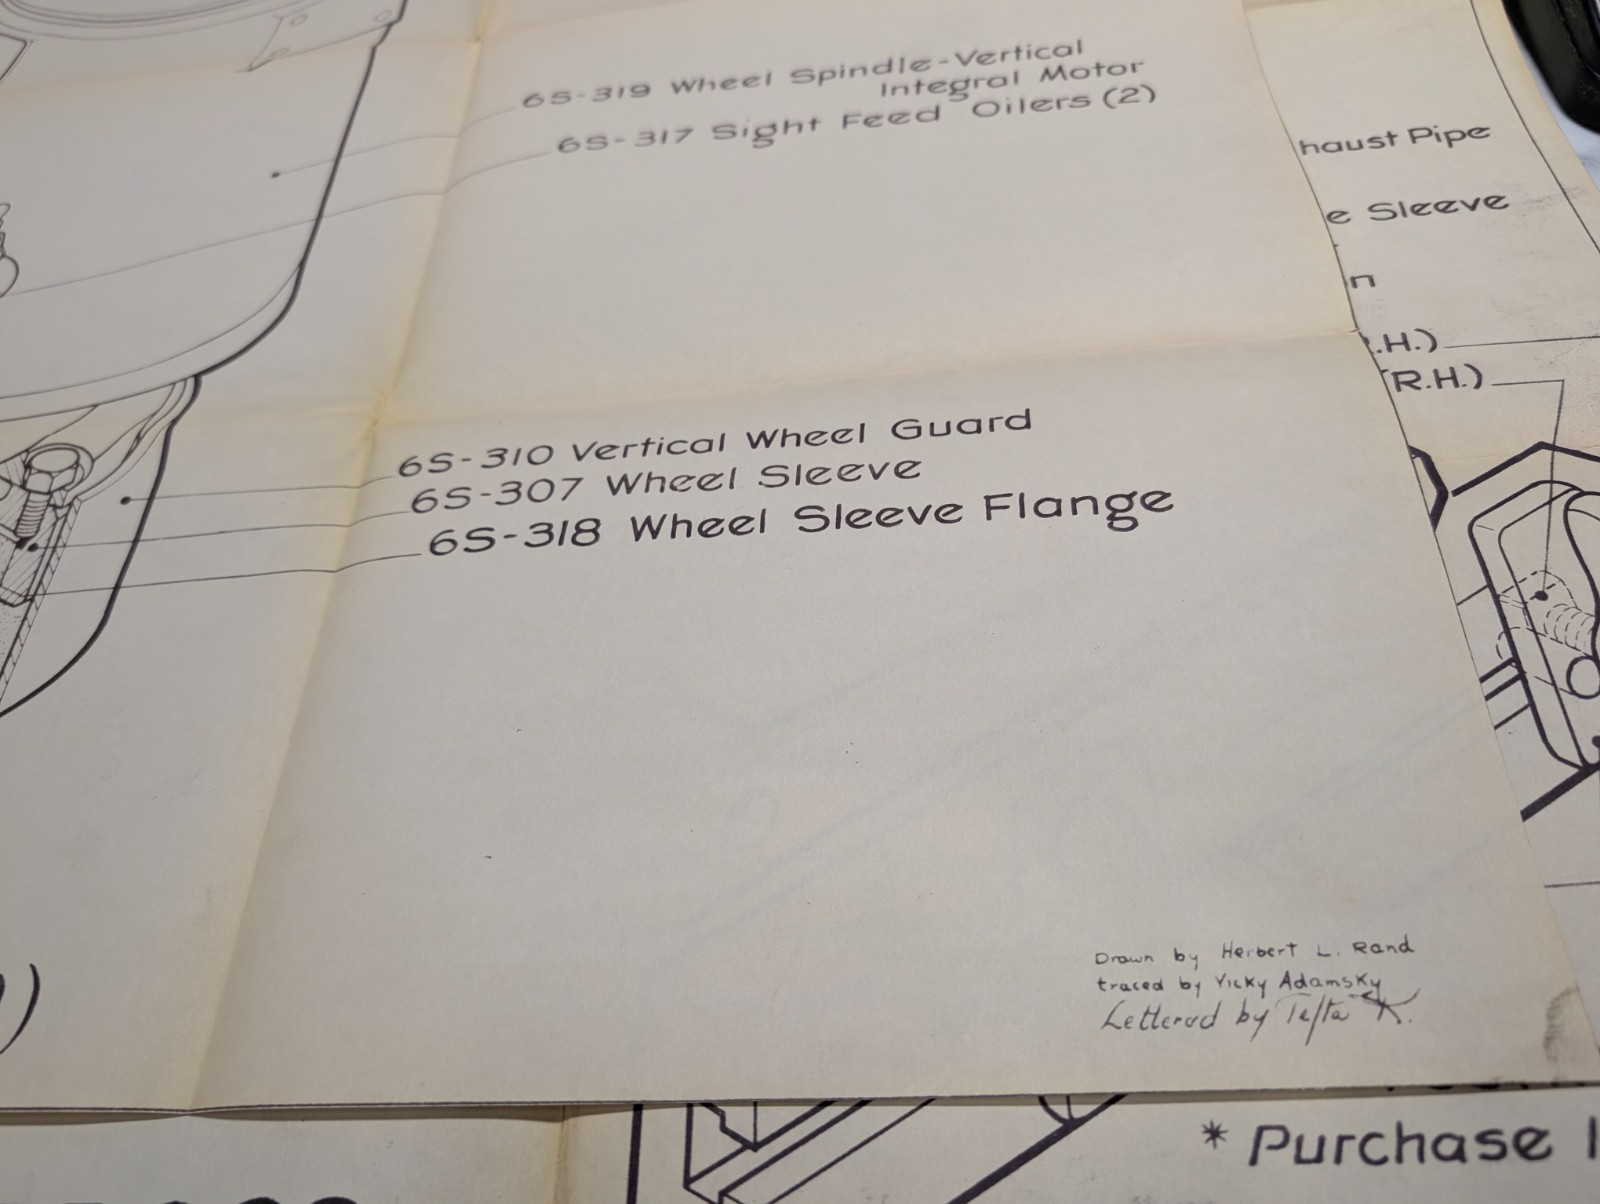 6S-319 Wheel Spindle-Vertical
Integral Motor
6S-317 Sight Feed Oilers (2)
haust Pipe
e Sleeve
n
.H.)
(R.H.)
6S-310 Vertical Wheel Guard
6S-307 Wheel Sleeve
6S-318 Wheel Sleeve Flange
Drawn by Herbert L. Rand
traced by Vicky Adamsky
Lettered by K.
)
* Purchase